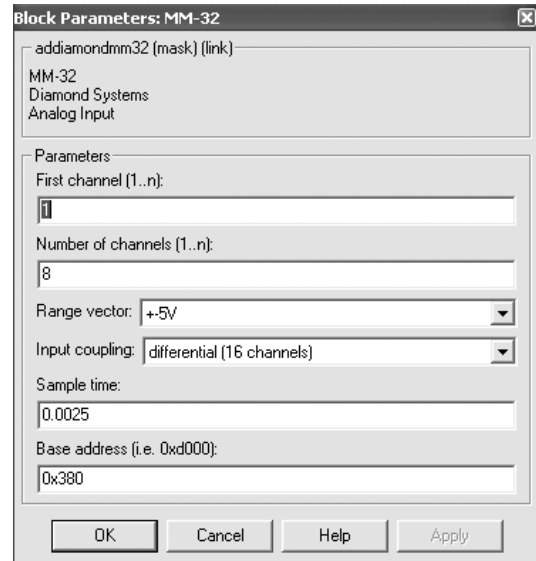 Block Parameters: MM-32
addiamondmm32 (mask) (link)
MM-32
Diamond Systems
Analog Input
Parameters
First channel (1..n):
1
Number of channels (1..n):
8
Range vector: +-5V
Input coupling: differential (16 channels)
Sample time:
0.0025
Base address (i.e. 0xd000):
0x380
OK Cancel Help Apply